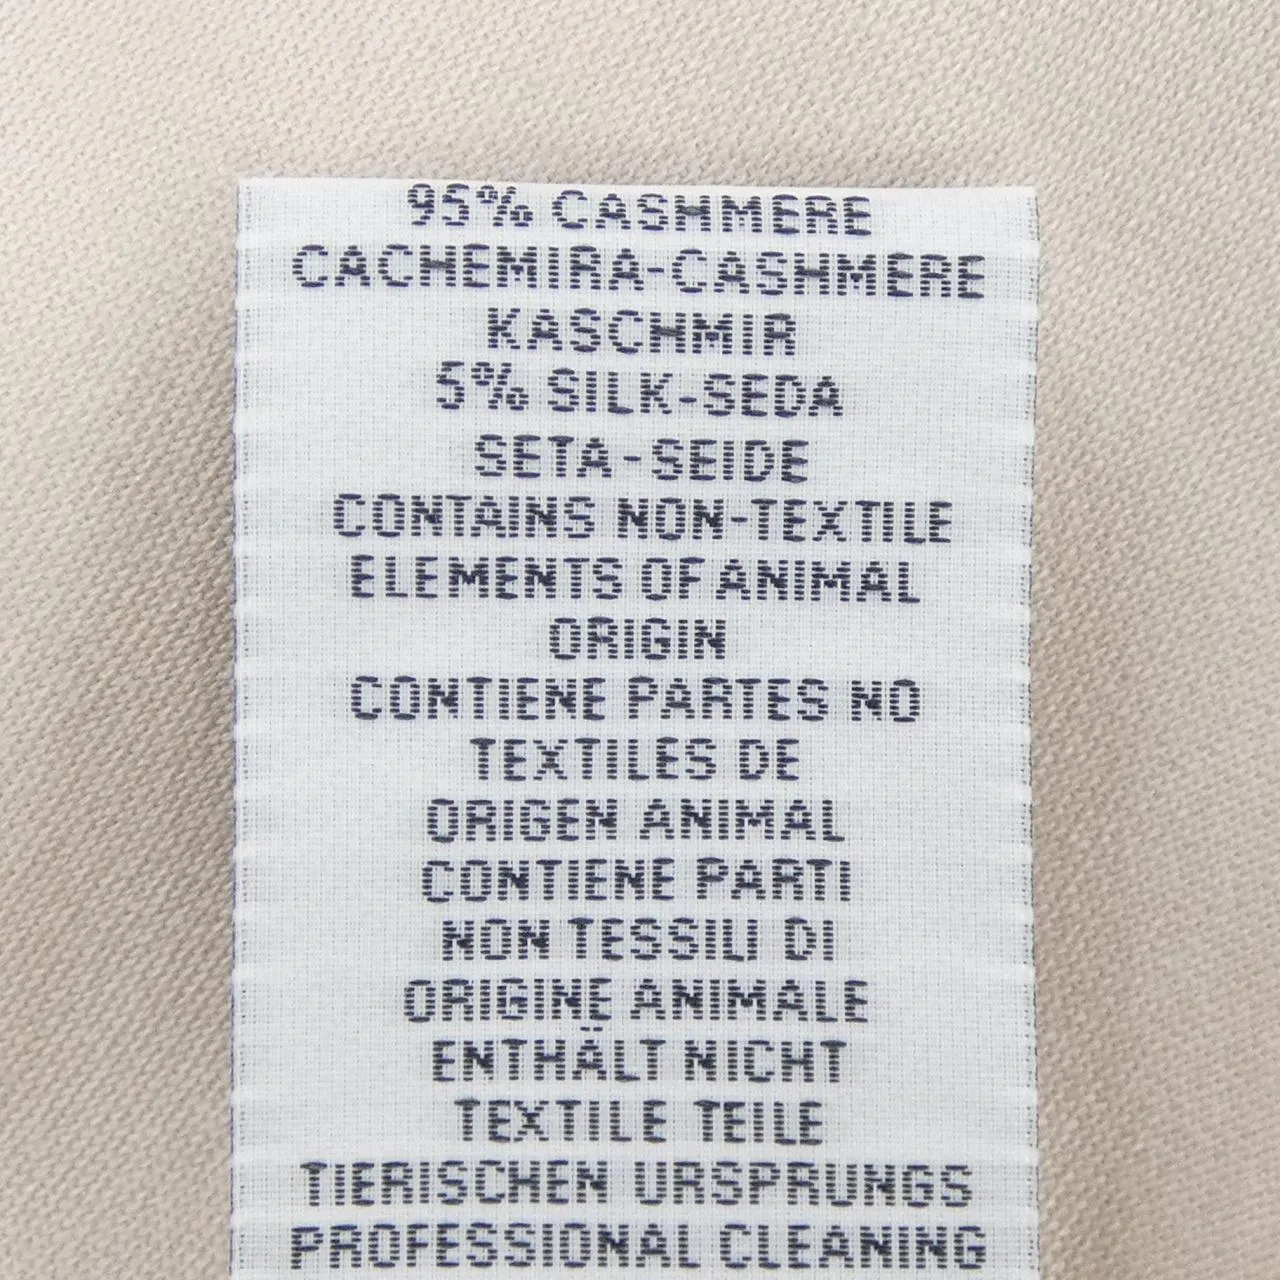 95% CASHMERE
CACHEMIRA-CASHMERE
KASCHMIR
5% SILK-SEDA
SETA-SEIDE
CONTAINS NON-TEXTILE
ELEMENTS OF ANIMAL
ORIGIN
CONTIENE PARTES NO
TEXTILES DE
ORIGEN ANIMAL
CONTIENE PARTI
NON TESSILI DI
ORIGINE ANIMALE
ENTHÄLT NICHT
TEXTILE TEILE
TIERISCHEN URSPRUNGS
PROFESSIONAL CLEANING